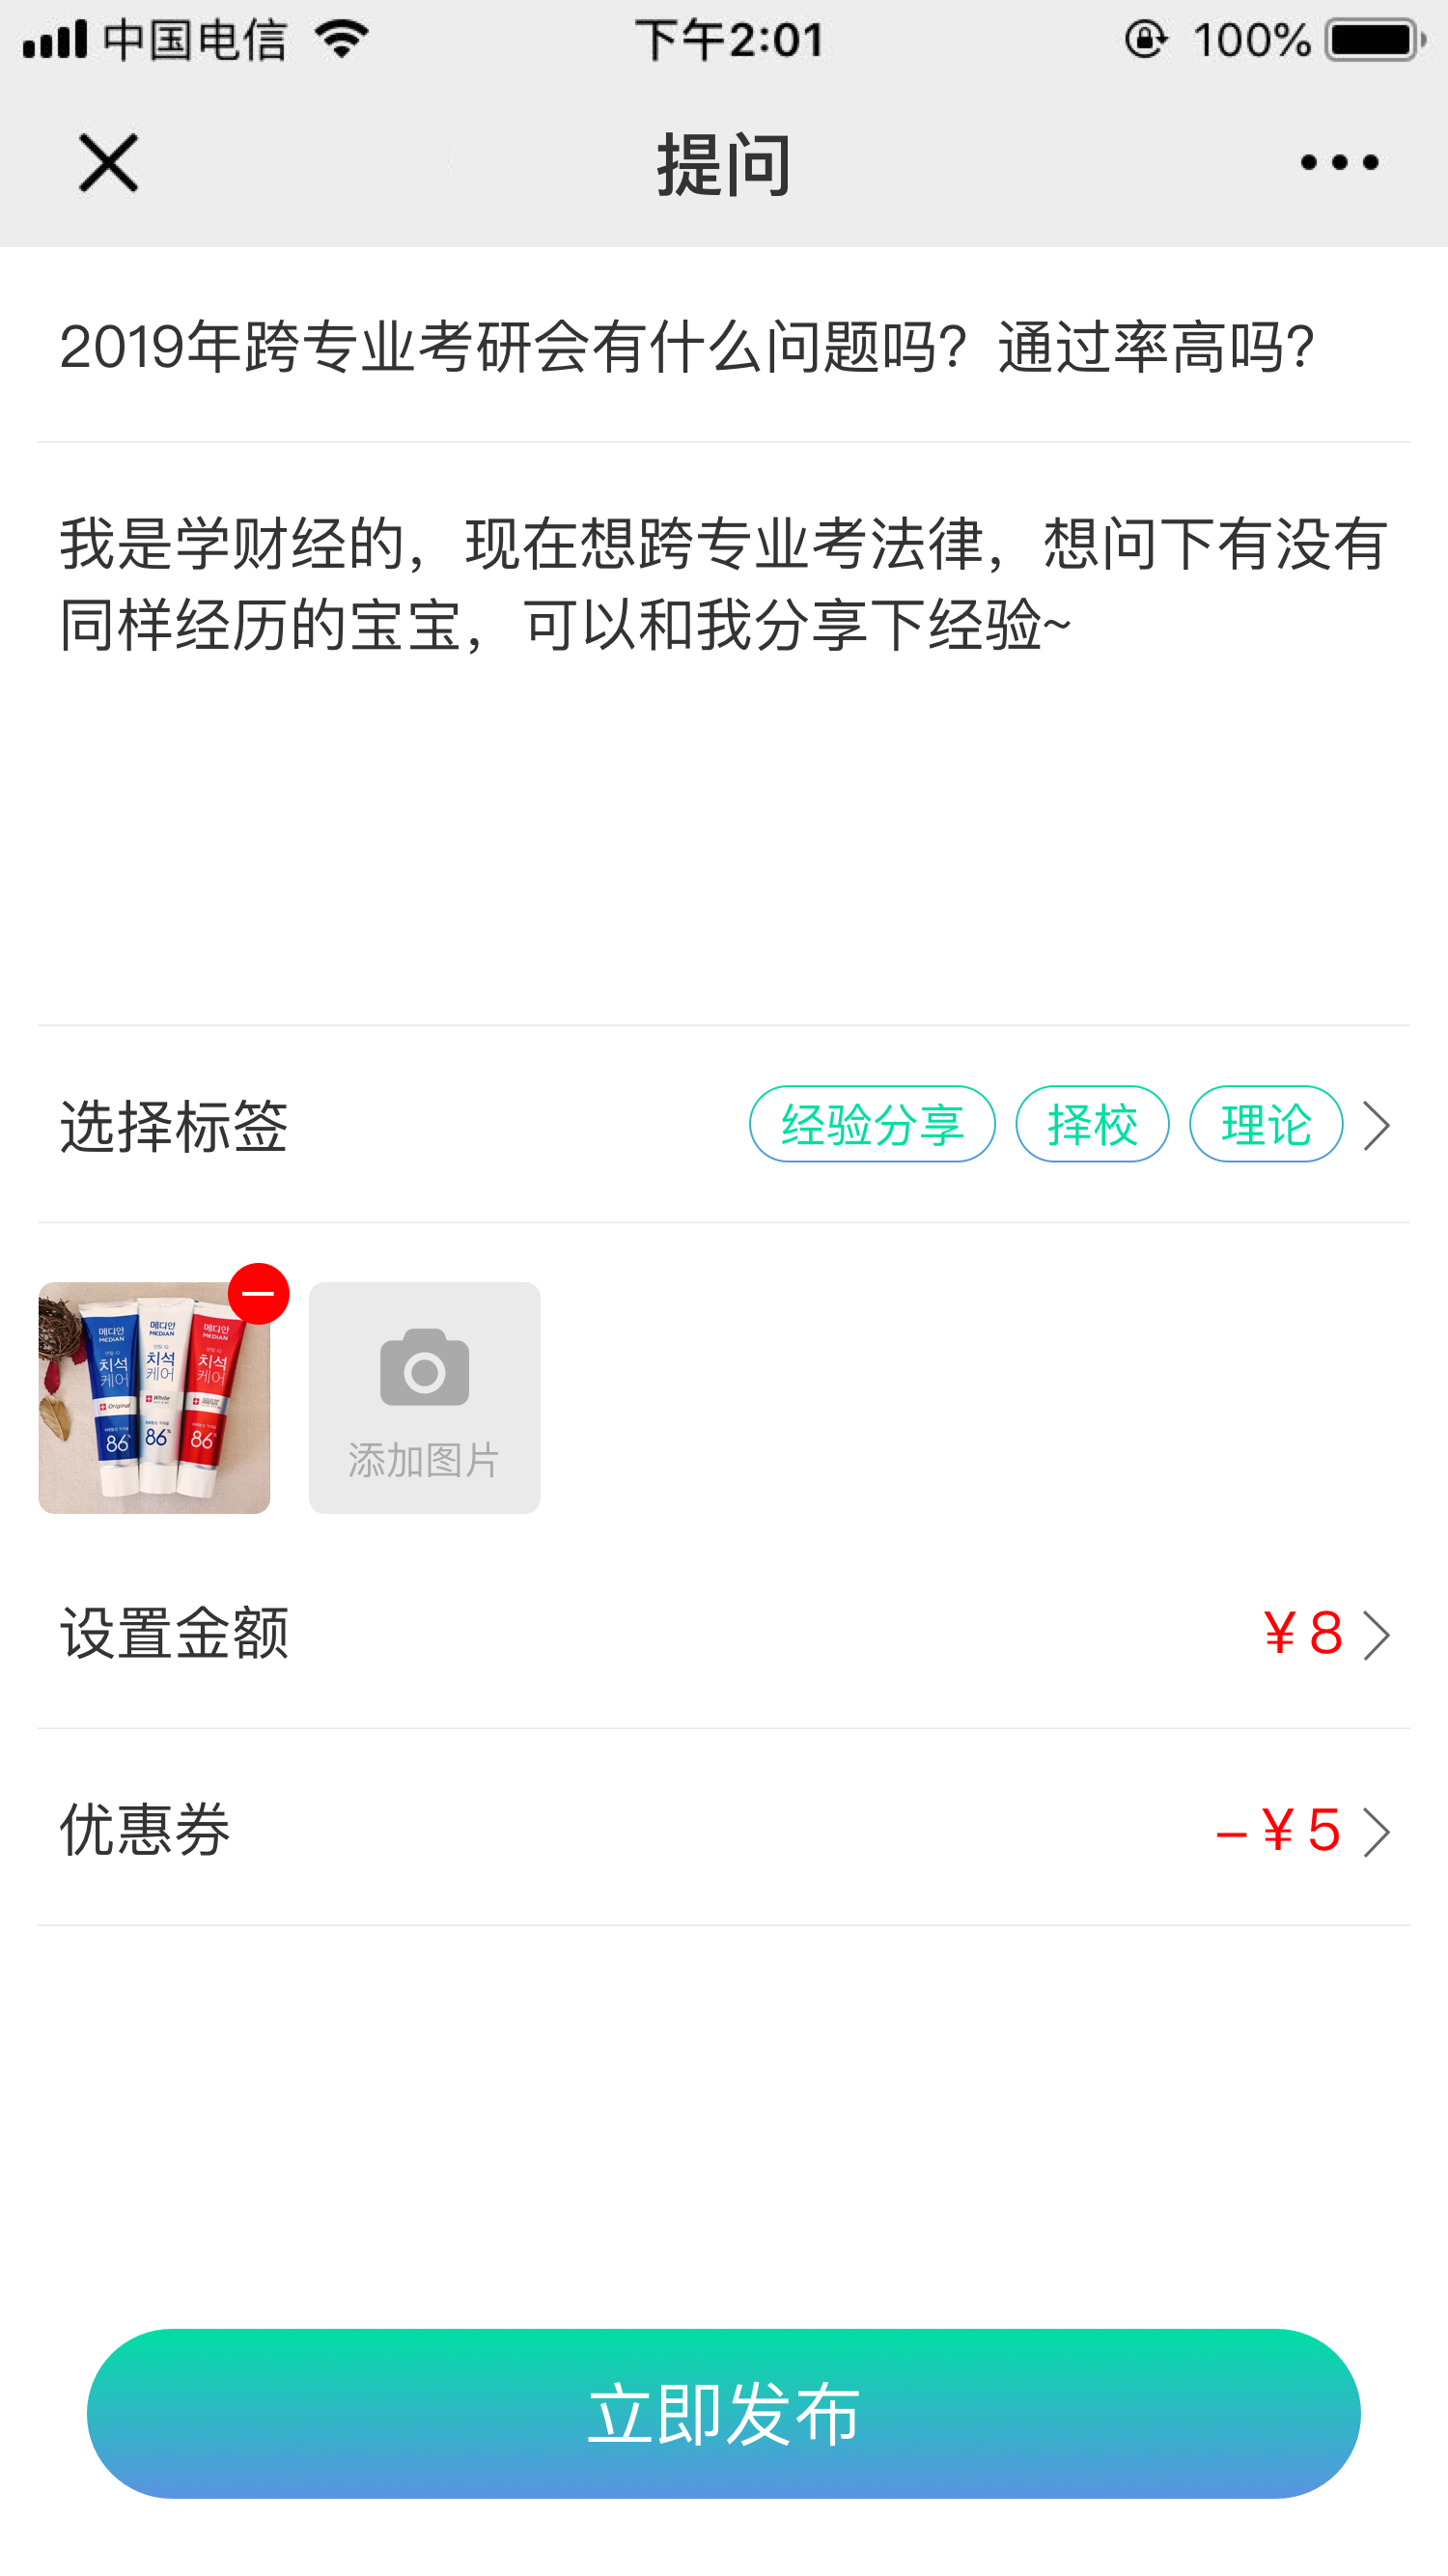 中国电信
下午2:01
100%
提问
2019年跨专业考研会有什么问题吗？通过率高吗？
我是学财经的，现在想跨专业考法律，想问下有没有
同样经历的宝宝，可以和我分享下经验~
选择标签
经验分享 择校 理论
메디안 MEDIAN 치석 케어 Original 86%
메디안 MEDIAN 치석 케어 White 86%
메디안 MEDIAN 치석 케어 86%
添加图片
设置金额
¥8
优惠券
–¥5
立即发布